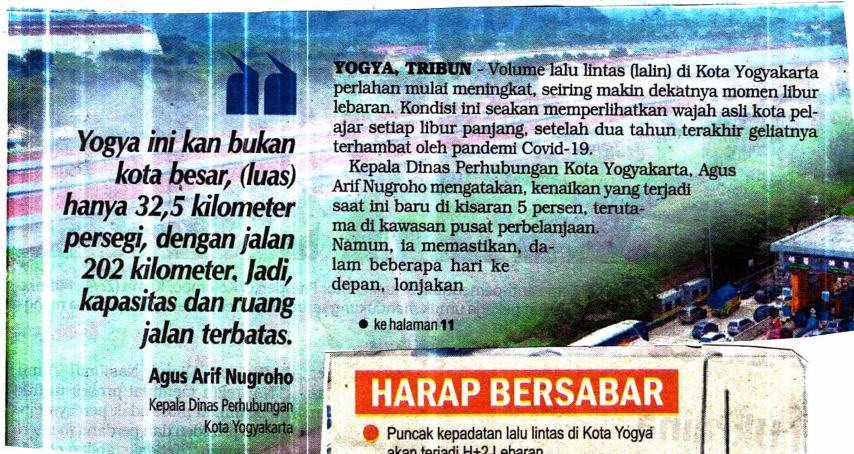 Yogya ini kan bukan
kota besar, (luas)
hanya 32,5 kilometer
persegi, dengan jalan
202 kilometer. Jadi,
kapasitas dan ruang
jalan terbatas.
Agus Arif Nugroho
Kepala Dinas Perhubungan
Kota Yogyakarta
YOGYA, TRIBUN - Volume lalu lintas (lalin) di Kota Yogyakarta
perlahan mulai meningkat, seiring makin dekatnya momen libur
lebaran. Kondisi ini seakan memperlihatkan wajah asli kota pel-
ajar setiap libur panjang, setelah dua tahun terakhir geliatnya
terhambat oleh pandemi Covid-19.
Kepala Dinas Perhubungan Kota Yogyakarta, Agus
Arif Nugroho mengatakan, kenaikan yang terjadi
saat ini baru di kisaran 5 persen, teruta-
ma di kawasan pusat perbelanjaan.
Namun, ia memastikan, da-
lam beberapa hari ke
depan, lonjakan
● ke halaman 11
HARAP BERSABAR
● Puncak kepadatan lalu lintas di Kota Yogya
akan terjadi H+2 Lebaran